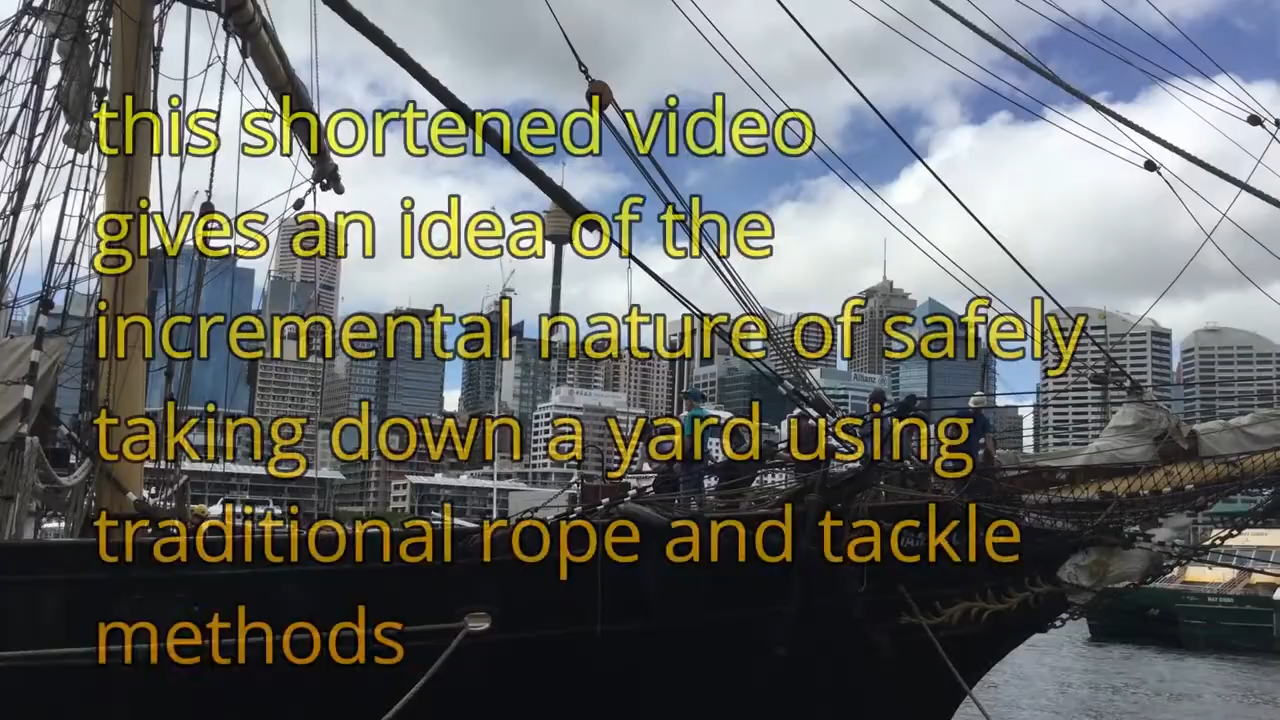 this shortened video
gives an idea of the
incremental nature of safely
taking down a yard using
traditional rope and tackle
methods
Allianz